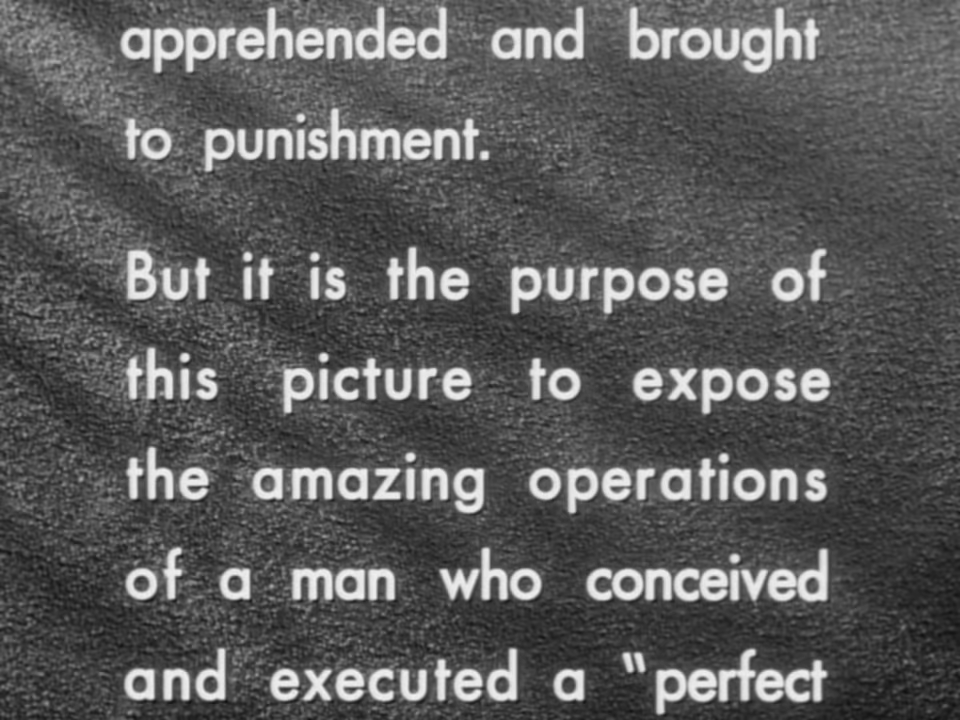 apprehended and brought
to punishment.
But it is the purpose of
this picture to expose
the amazing operations
of a man who conceived
and executed a "perfect